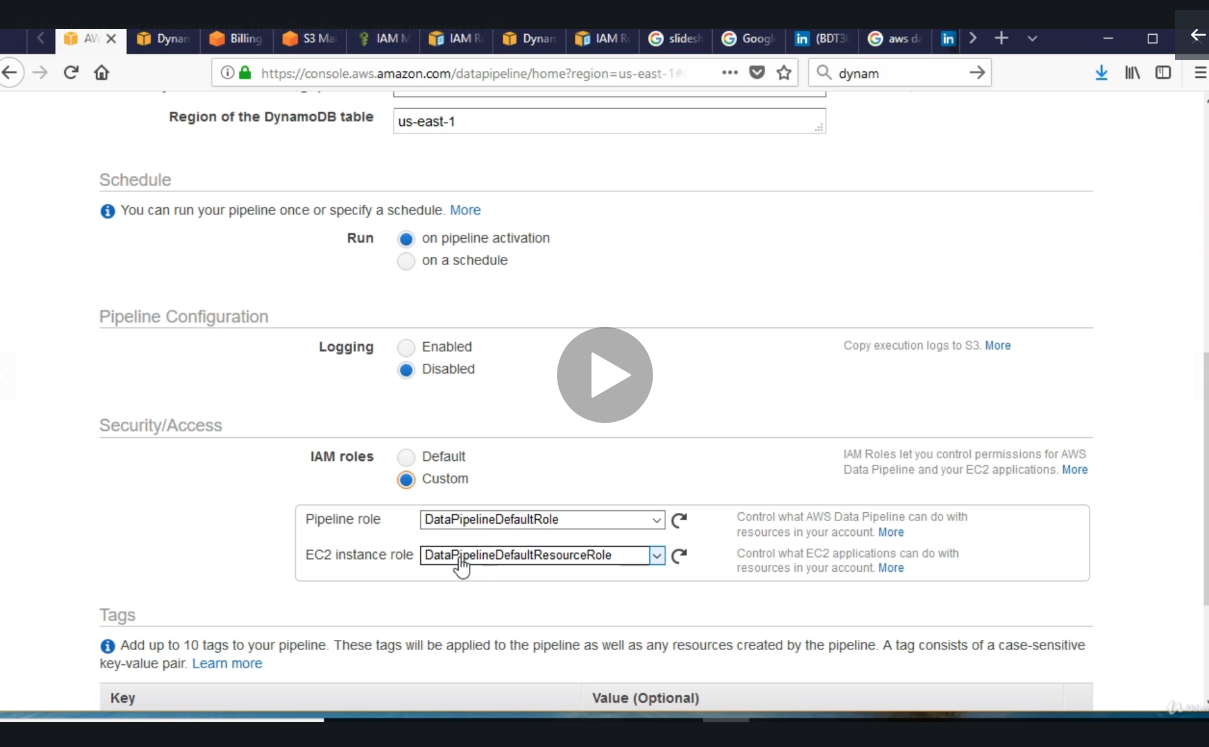 AW
Dynan
Billing
S3 Ma
IAM M
IAM R
Dynan
IAM R
slidesh
Googl
(BDT30
aws da
https://console.aws.amazon.com/datapipeline/home?region=us-east-1#
dynam
Region of the DynamoDB table
us-east-1
Schedule
You can run your pipeline once or specify a schedule. More
Run
on pipeline activation
on a schedule
Pipeline Configuration
Logging
Enabled
Copy execution logs to S3. More
Disabled
Security/Access
IAM roles
Default
IAM Roles let you control permissions for AWS
Data Pipeline and your EC2 applications. More
Custom
Pipeline role
DataPipelineDefaultRole
Control what AWS Data Pipeline can do with
resources in your account. More
EC2 instance role
DataPipelineDefaultResourceRole
Control what EC2 applications can do with
resources in your account. More
Tags
Add up to 10 tags to your pipeline. These tags will be applied to the pipeline as well as any resources created by the pipeline. A tag consists of a case-sensitive
key-value pair. Learn more
Key
Value (Optional)